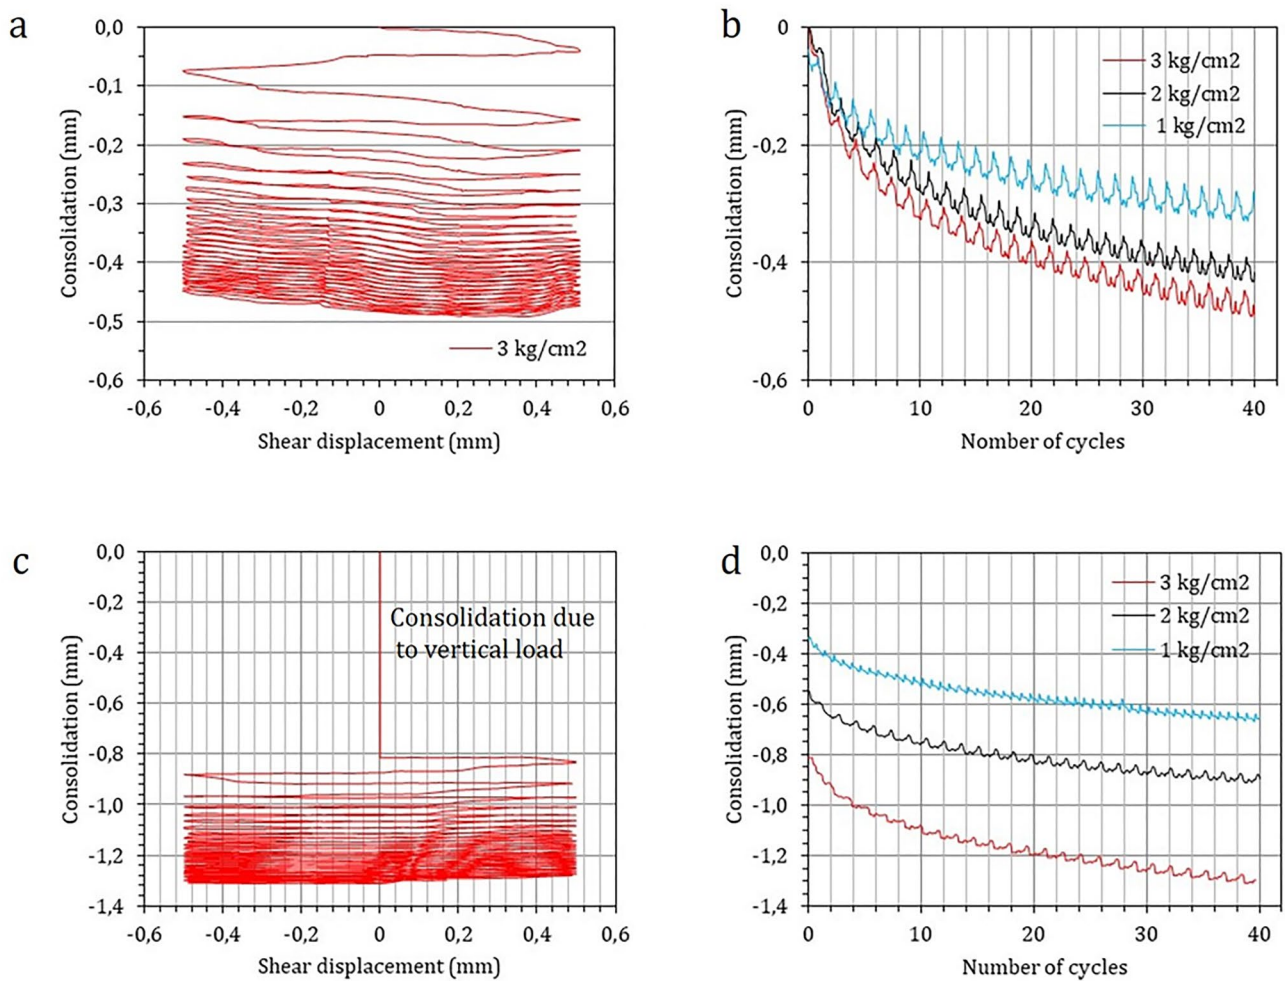 a
0,0
-0,1
-0,2
-0,3
-0,4
-0,5
-0,6
Consolidation (mm)
3 kg/cm2
-0,6 -0,4 -0,2 0 0,2 0,4 0,6
Shear displacement (mm)
b
0
-0,2
-0,4
-0,6
Consolidation (mm)
3 kg/cm2
2 kg/cm2
1 kg/cm2
0 10 20 30 40
Nomber of cycles
c
0,0
-0,2
-0,4
-0,6
-0,8
-1,0
-1,2
-1,4
Consolidation (mm)
Consolidation due
to vertical load
-0,6 -0,4 -0,2 0 0,2 0,4 0,6
Shear displacement (mm)
d
0,0
-0,2
-0,4
-0,6
-0,8
-1,0
-1,2
-1,4
Consolidation (mm)
3 kg/cm2
2 kg/cm2
1 kg/cm2
0 10 20 30 40
Number of cycles